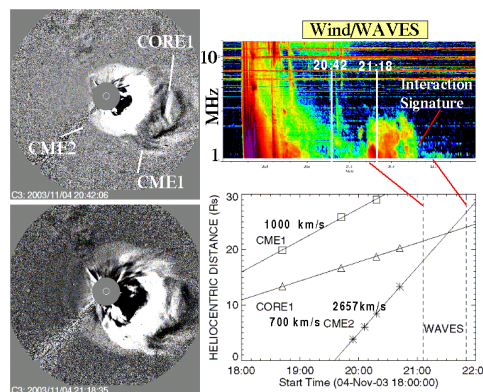 CORE1
CME2
CME1
C3: 2003/11/04 20:42:06
C3: 2003/11/04 21:18:35
Wind/WAVES
10
MHz
1
20:42 21:18
Interaction
Signature
HELIOCENTRIC DISTANCE (Rs)
30
20
10
0
1000 km/s
CME1
CORE1
2657km/s
700 km/s CME2
WAVES
18:00 19:00 20:00 21:00 22:00
Start Time (04-Nov-03 18:00:00)